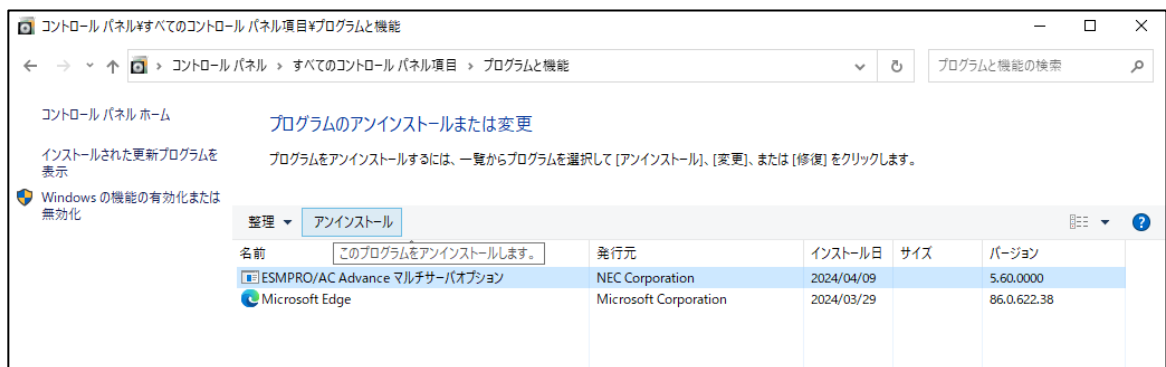 コントロール パネル¥すべてのコントロール パネル項目¥プログラムと機能
コントロール パネル › すべてのコントロール パネル項目 › プログラムと機能
プログラムと機能の検索
コントロール パネル ホーム
インストールされた更新プログラムを
表示
Windows の機能の有効化または
無効化
プログラムのアンインストールまたは変更
プログラムをアンインストールするには、一覧からプログラムを選択して [アンインストール]、[変更]、または [修復] をクリックします。
整理 アンインストール
このプログラムをアンインストールします。
名前 発行元 インストール日 サイズ バージョン
ESMPRO/AC Advance マルチサーバオプション NEC Corporation 2024/04/09 5.60.0000
Microsoft Edge Microsoft Corporation 2024/03/29 86.0.622.38